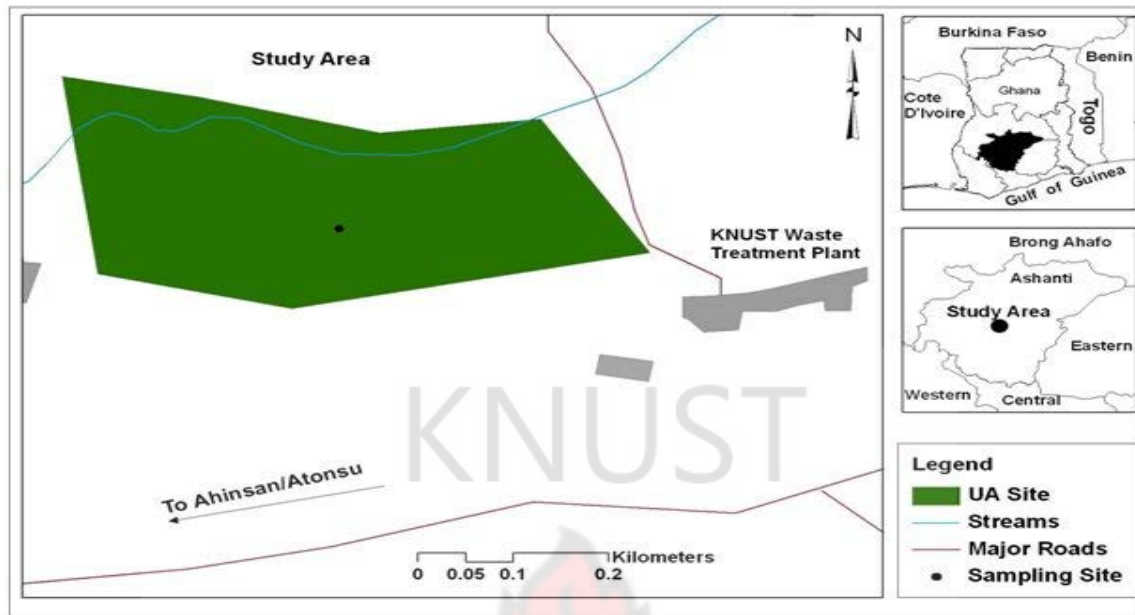 Study Area
N
KNUST Waste
Treatment Plant
KNUST
To Ahinsan/Atonsu
Kilometers
0 0.05 0.1 0.2
Burkina Faso
Benin
Ghana
Cote
D'Ivoire
Togo
Gulf of Guinea
Brong Ahafo
Ashanti
Study Area
Eastern
Western
Central
Legend
UA Site
Streams
Major Roads
Sampling Site